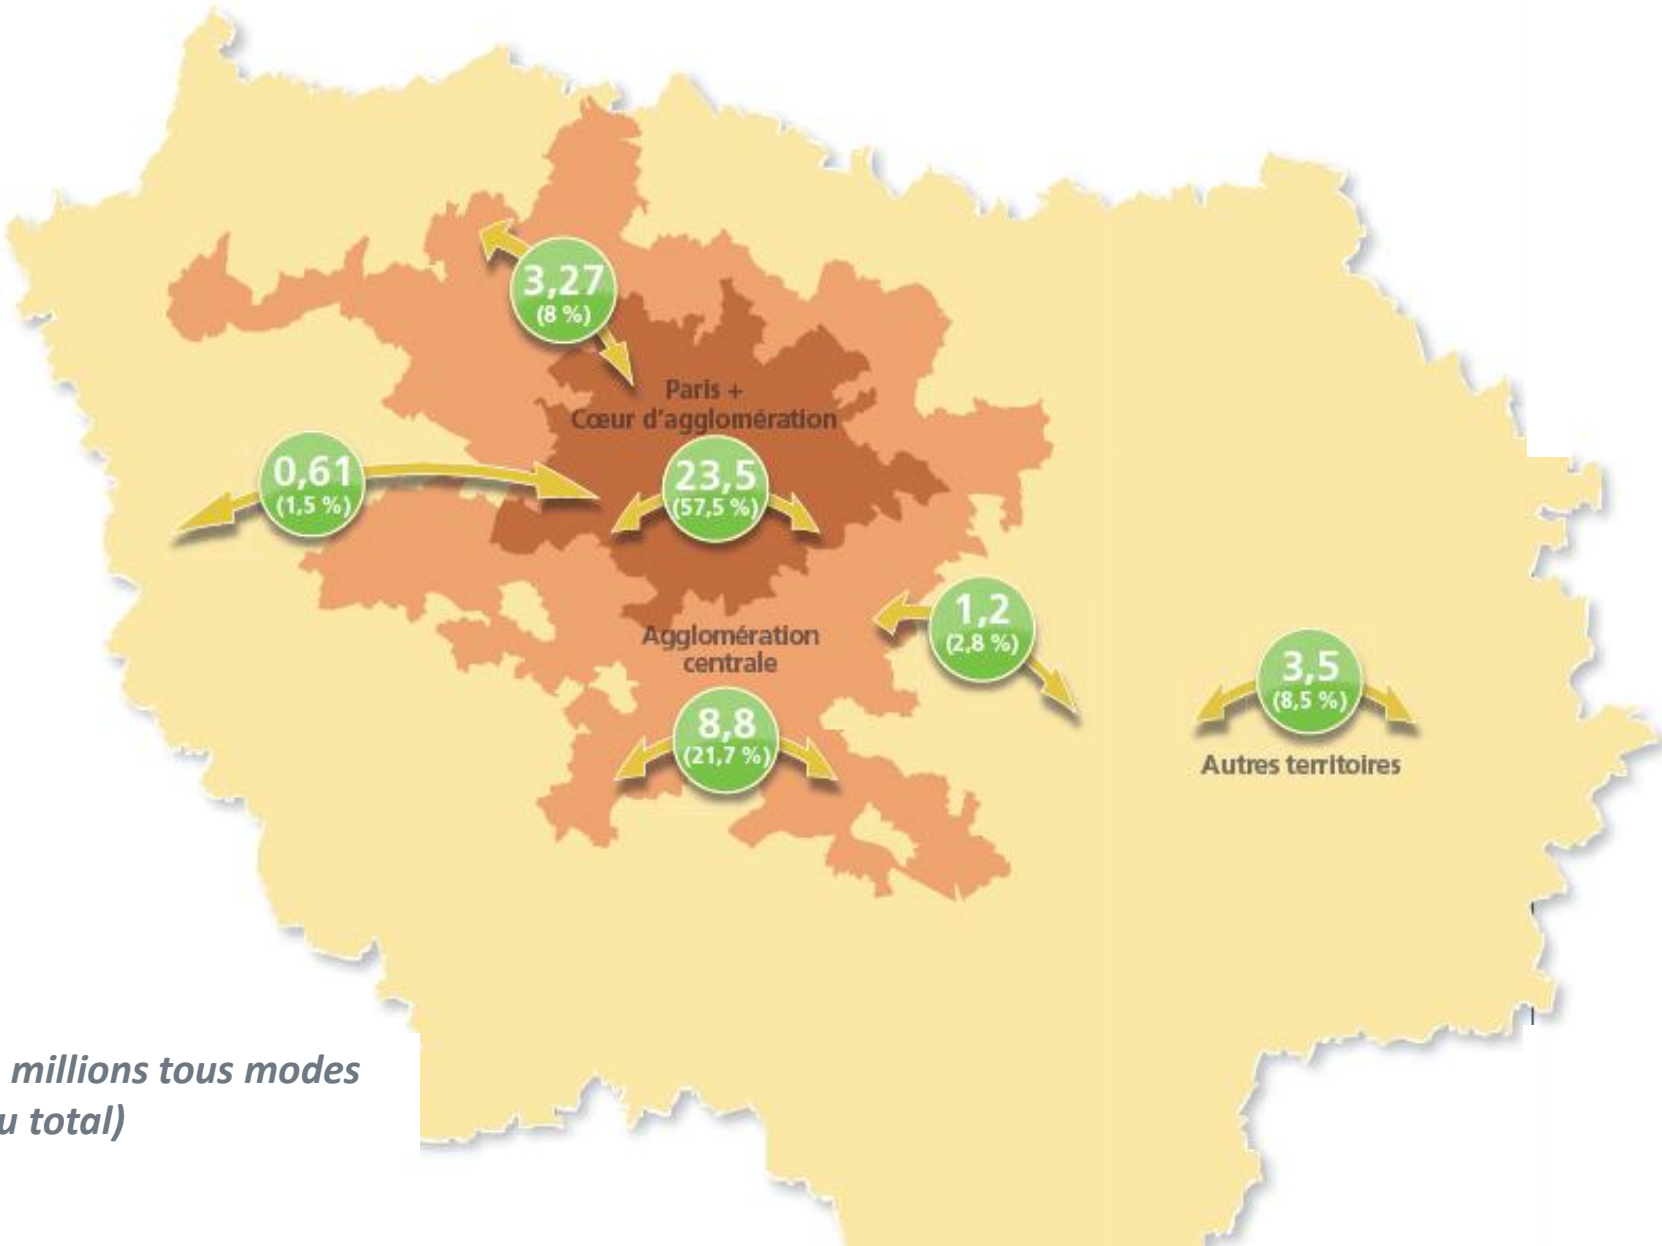 3,27
(8 %)
Paris +
Cœur d'agglomération
0,61
(1,5 %)
23,5
(57,5 %)
1,2
(2,8 %)
Agglomération
centrale
3,5
(8,5 %)
8,8
(21,7 %)
Autres territoires
millions tous modes
u total)